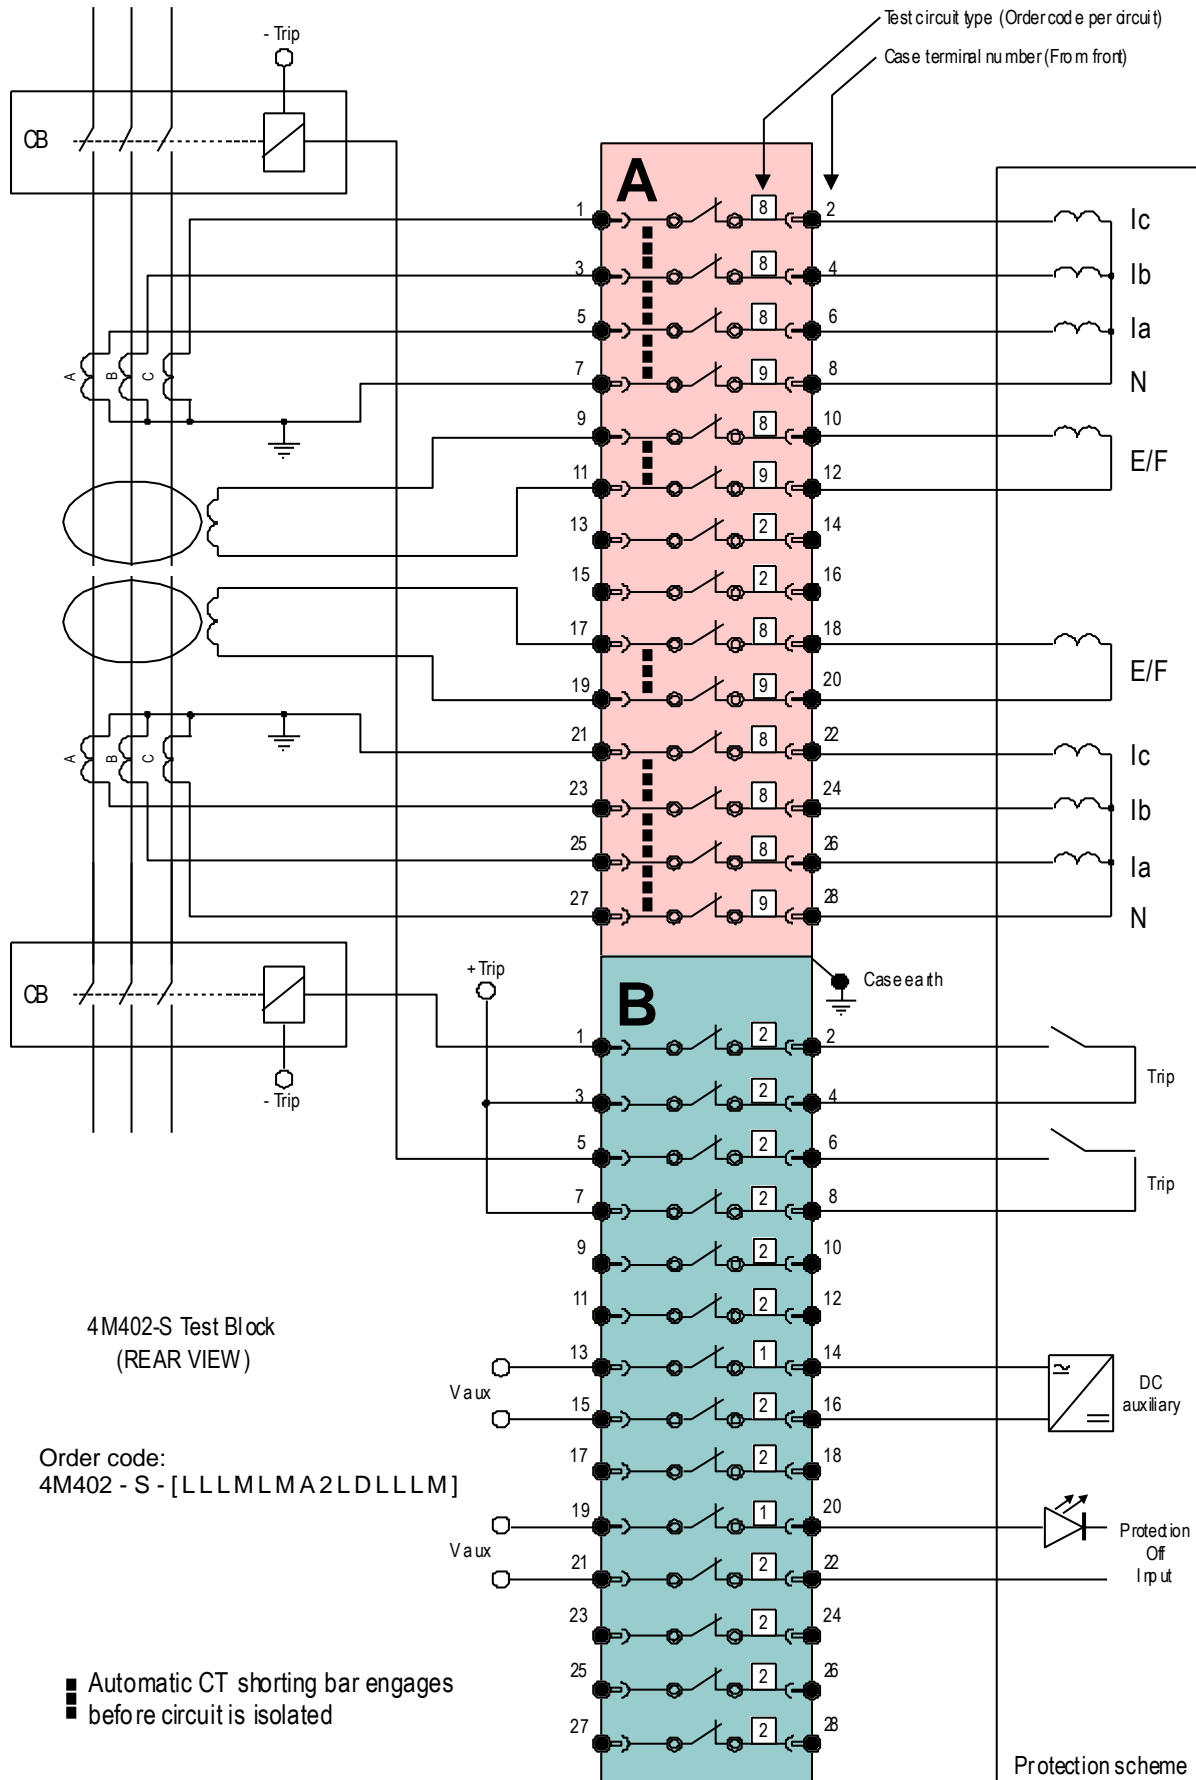 Test circuit type (Order code per circuit)
Case terminal number (From front)
- Trip
CB
A
1 8 2 Ic
3 8 4 Ib
5 8 6 Ia
A B C
7 9 8 N
9 8 10
E/F
11 9 12
13 2 14
15 2 16
17 8 18
E/F
19 9 20
21 8 22 Ic
A B C
23 8 24 Ib
25 8 26 Ia
27 9 28 N
CB
+ Trip
Case earth
B
1 2 2
Trip
- Trip
3 2 4
5 2 6
Trip
7 2 8
9 2 10
11 2 12
4M402-S Test Block
(REAR VIEW)
13 1 14
Vaux
DC
auxiliary
15 2 16
Order code:
4M402 - S - [ L L L M L M A 2 L D L L L M ]
17 2 18
19 1 20
Vaux
Protection
Off
Input
21 2 22
23 2 24
25 2 26
27 2 28
Automatic CT shorting bar engages
before circuit is isolated
Protection scheme